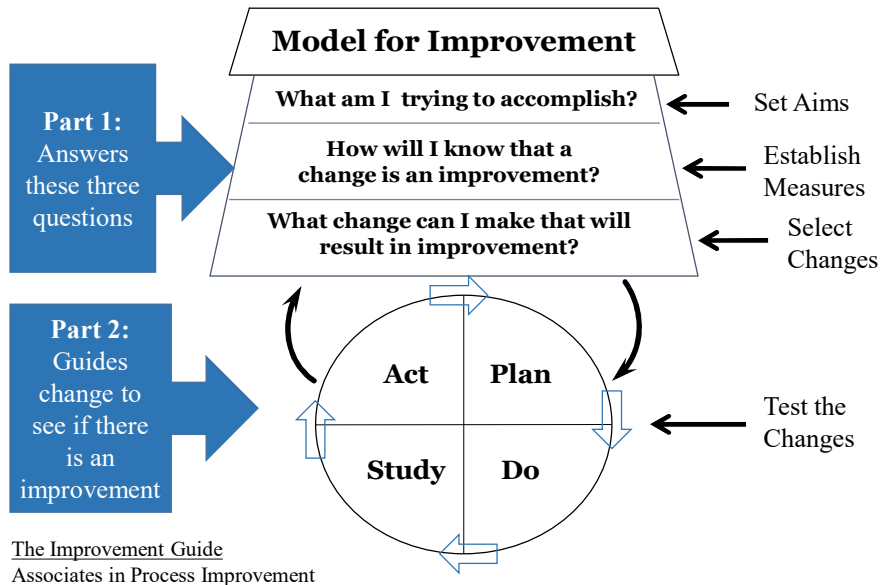 Model for Improvement
Part 1:
Answers
these three
questions
What am I trying to accomplish?
Set Aims
How will I know that a
change is an improvement?
Establish
Measures
What change can I make that will
result in improvement?
Select
Changes
Part 2:
Guides
change to
see if there
is an
improvement
Act
Plan
Study
Do
Test the
Changes
The Improvement Guide
Associates in Process Improvement